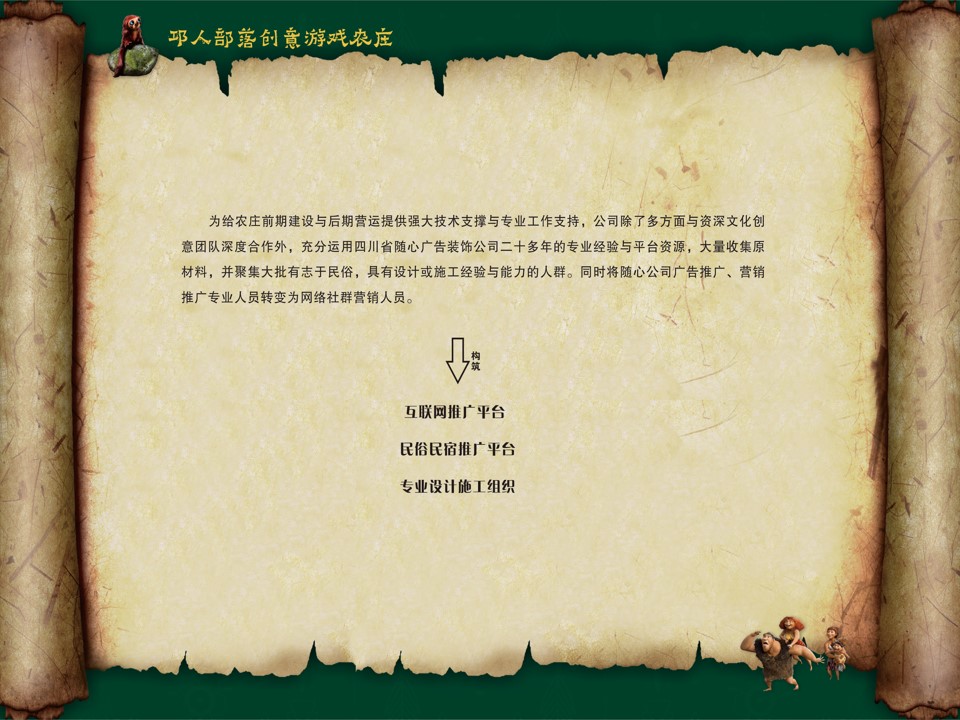 邛人部落创意游戏农庄
为给农庄前期建设与后期营运提供强大技术支撑与专业工作支持，公司除了多方面与资深文化创
意团队深度合作外，充分运用四川省随心广告装饰公司二十多年的专业经验与平台资源，大量收集原
材料，并聚集大批有志于民俗，具有设计或施工经验与能力的人群。同时将随心公司广告推广、营销
推广专业人员转变为网络社群营销人员。
构
筑
互联网推广平台
民俗民宿推广平台
专业设计施工组织